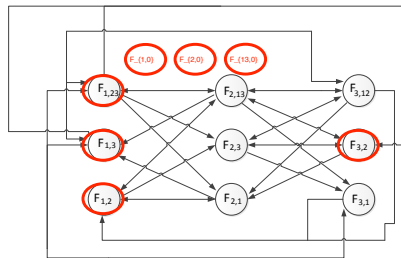 F_(1,0) F_(2,0) F_(13,0)
F1,23 F2,13 F3,12
F1,3 F2,3 F3,2
F1,2 F2,1 F3,1